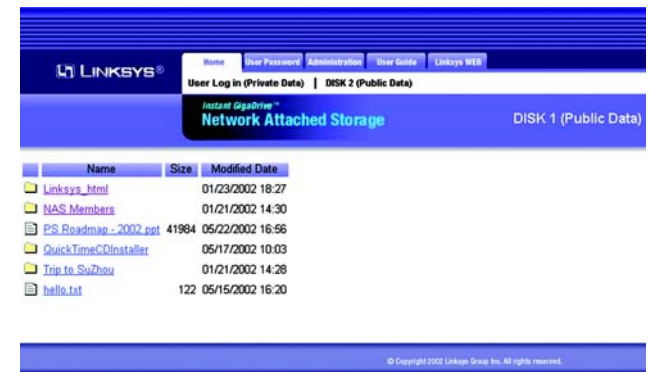 LINKSYS®
Home User Password Administration User Guide Linksys WEB
User Log in (Private Data) | DISK 2 (Public Data)
Instant GigaDrive™
Network Attached Storage
DISK 1 (Public Data)
Name Size Modified Date
Linksys_html 01/23/2002 18:27
NAS Members 01/21/2002 14:30
PS Roadmap - 2002.ppt 41984 05/22/2002 16:56
QuickTimeCDInstaller 05/17/2002 10:03
Trip to SuZhou 01/21/2002 14:28
hello.txt 122 05/15/2002 16:20
© Copyright 2002 Linksys Group Inc. All rights reserved.